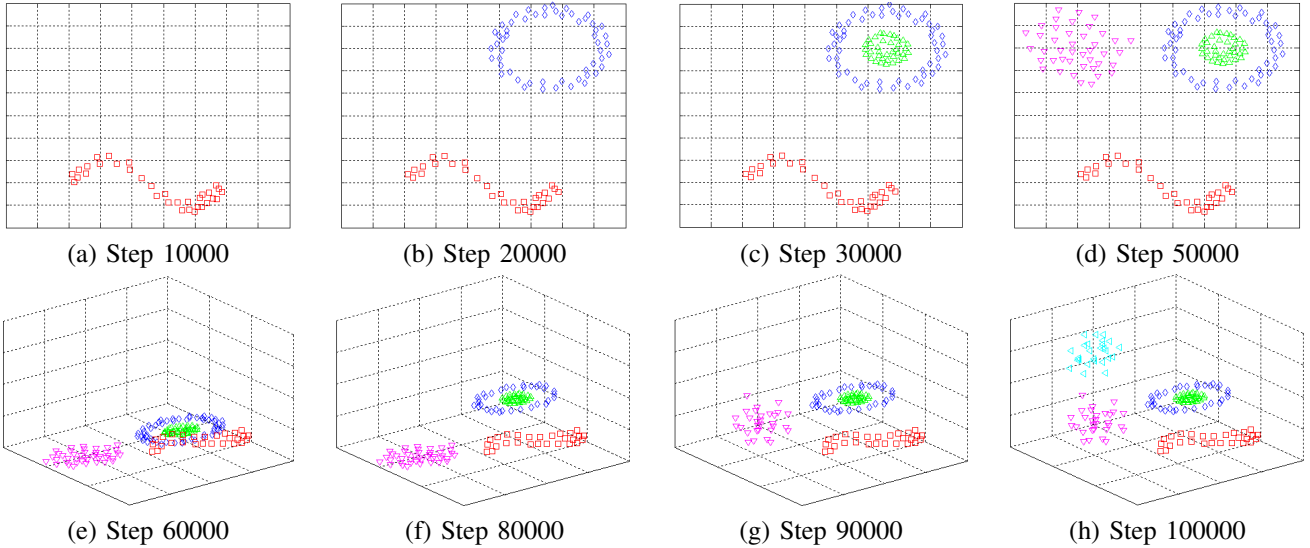 (a) Step 10000
(b) Step 20000
(c) Step 30000
(d) Step 50000
(e) Step 60000
(f) Step 80000
(g) Step 90000
(h) Step 100000